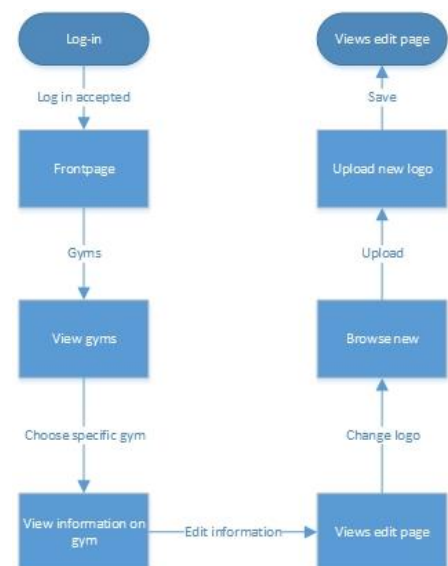 Log-in
Log in accepted
Frontpage
Gyms
View gyms
Choose specific gym
View information on
gym
Edit information
Views edit page
Change logo
Browse new
Upload
Upload new logo
Save
Views edit page